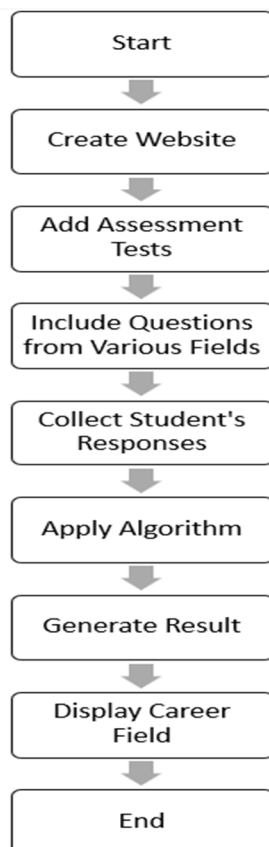 Start
Create Website
Add Assessment
Tests
Include Questions
from Various Fields
Collect Student's
Responses
Apply Algorithm
Generate Result
Display Career
Field
End